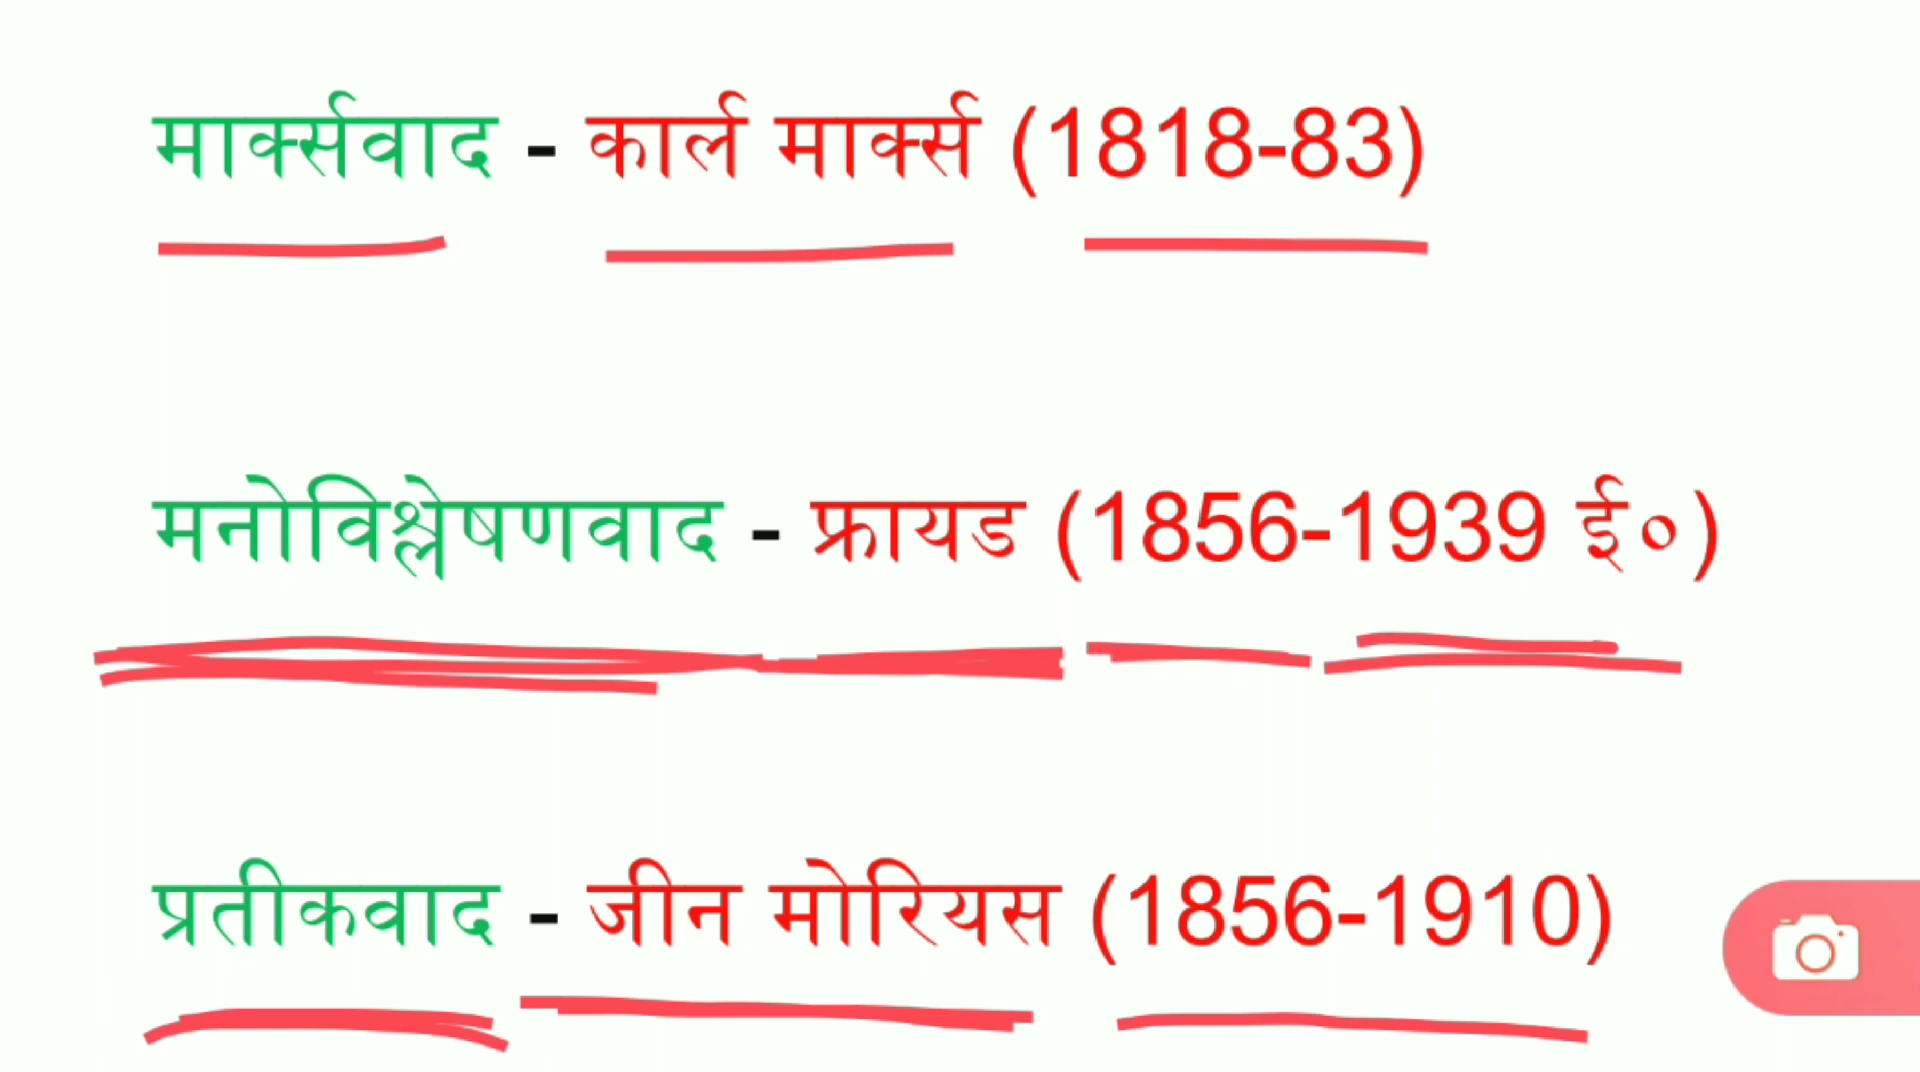 मार्क्सवाद - कार्ल मार्क्स (1818-83)
मनोविश्लेषणवाद - फ्रायड (1856-1939 ई०)
प्रतीकवाद - जीन मोरियस (1856-1910)